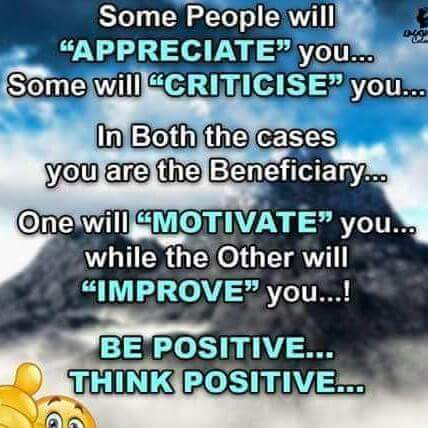 Some People will
“APPRECIATE” you...
Some will “CRITICISE” you...
In Both the cases
you are the Beneficiary...
One will “MOTIVATE” you...
while the Other will
“IMPROVE” you...!
BE POSITIVE...
THINK POSITIVE...